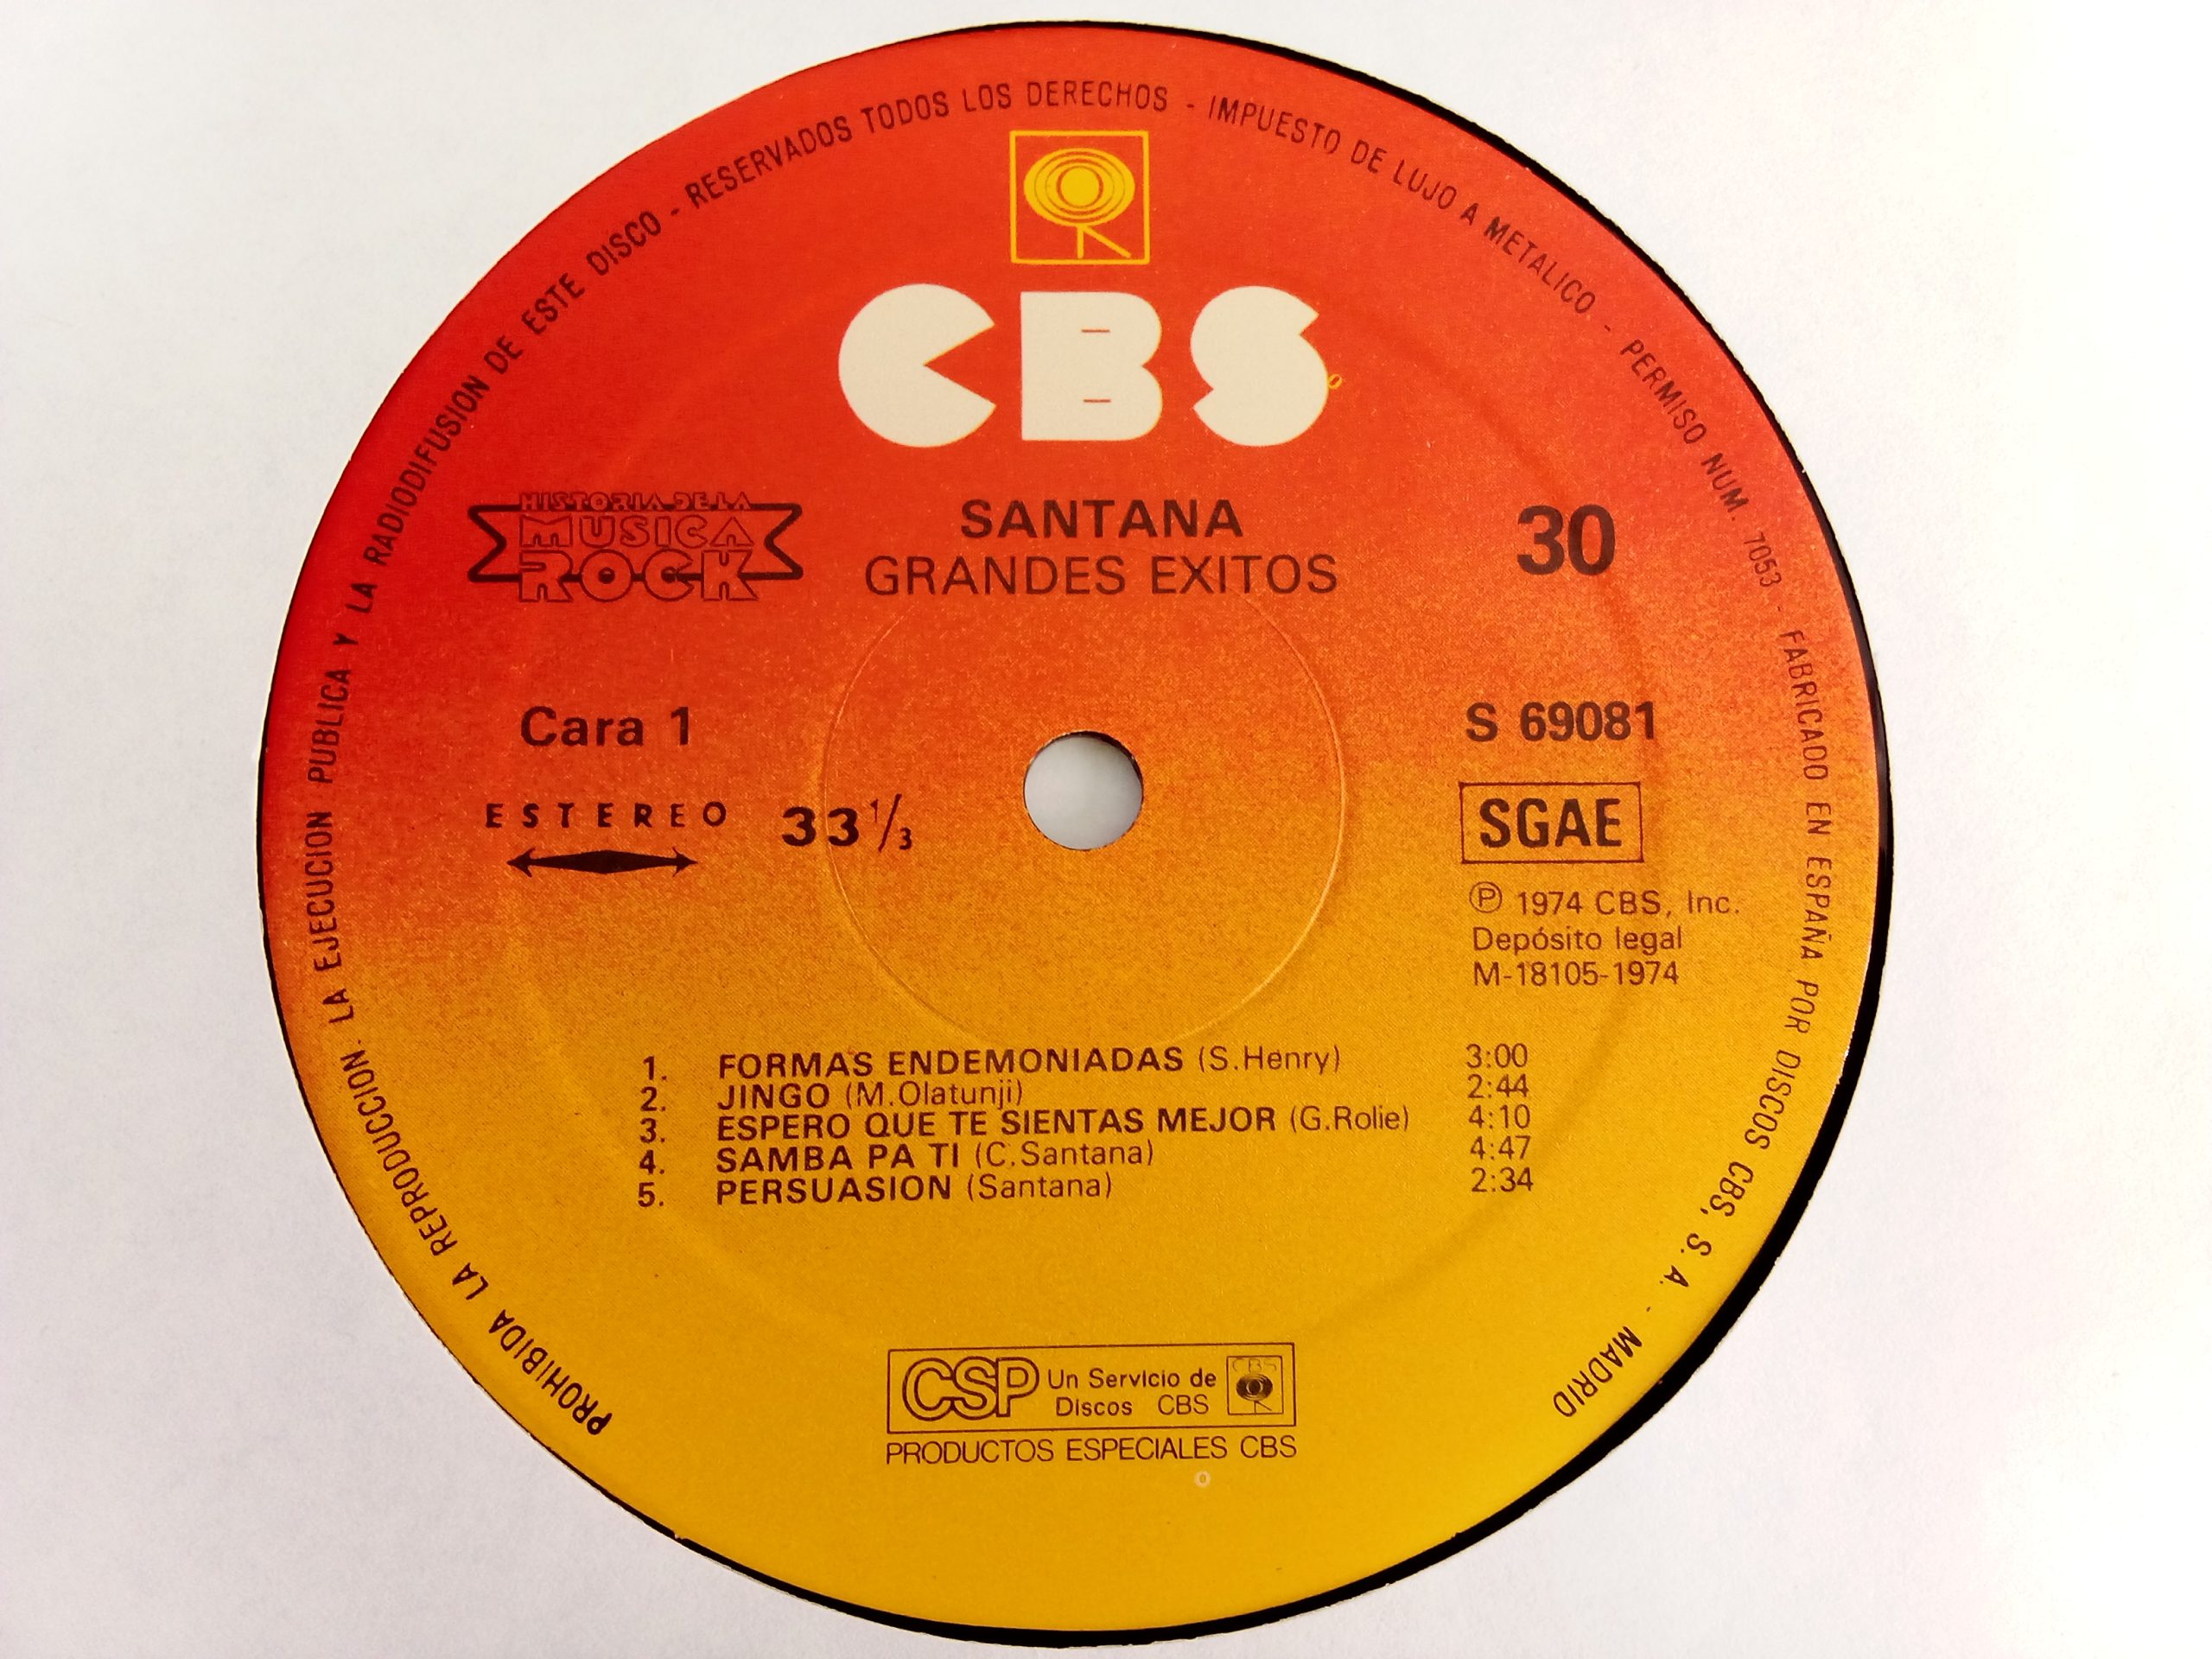 PROHIBIDA LA REPRODUCCION · LA EJECUCION PUBLICA Y LA RADIODIFUSION DE ESTE DISCO - RESERVADOS TODOS LOS DERECHOS - IMPUESTO DE LUJO A METALICO - PERMISO NUM. 7053 - FABRICADO EN ESPAÑA POR DISCOS CBS, S. A. - MADRID
CBS
HISTORIA DE LA
MUSICA
ROCK
SANTANA
GRANDES EXITOS
30
Cara 1
ESTEREO
33 1/3
S 69081
SGAE
Ⓟ 1974 CBS, Inc.
Depósito legal
M-18105-1974
1. FORMAS ENDEMONIADAS (S.Henry) 3:00
2. JINGO (M.Olatunji) 2:44
3. ESPERO QUE TE SIENTAS MEJOR (G.Rolie) 4:10
4. SAMBA PA TI (C.Santana) 4:47
5. PERSUASION (Santana) 2:34
CSP Un Servicio de
Discos CBS
CBS
PRODUCTOS ESPECIALES CBS